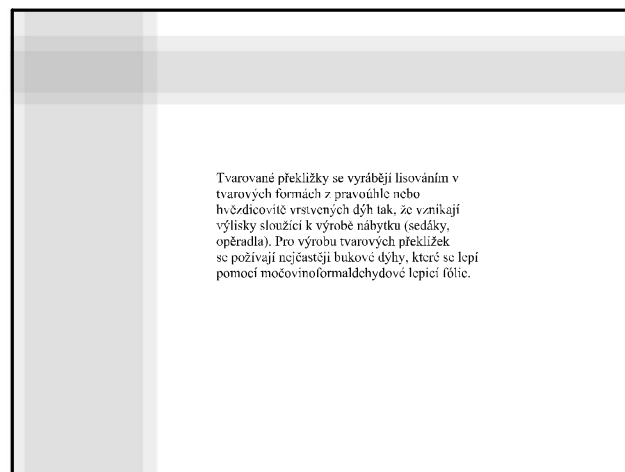 Tvarované překližky se vyrábějí lisováním v
tvarových formách z pravoúhle nebo
hvězdicovitě vrstvených dýh tak, že vznikají
výlisky sloužící k výrobě nábytku (sedáky,
opěradla). Pro výrobu tvarových překližek
se požívají nejčastěji bukové dýhy, které se lepí
pomocí močovinoformaldehydové lepicí fólie.